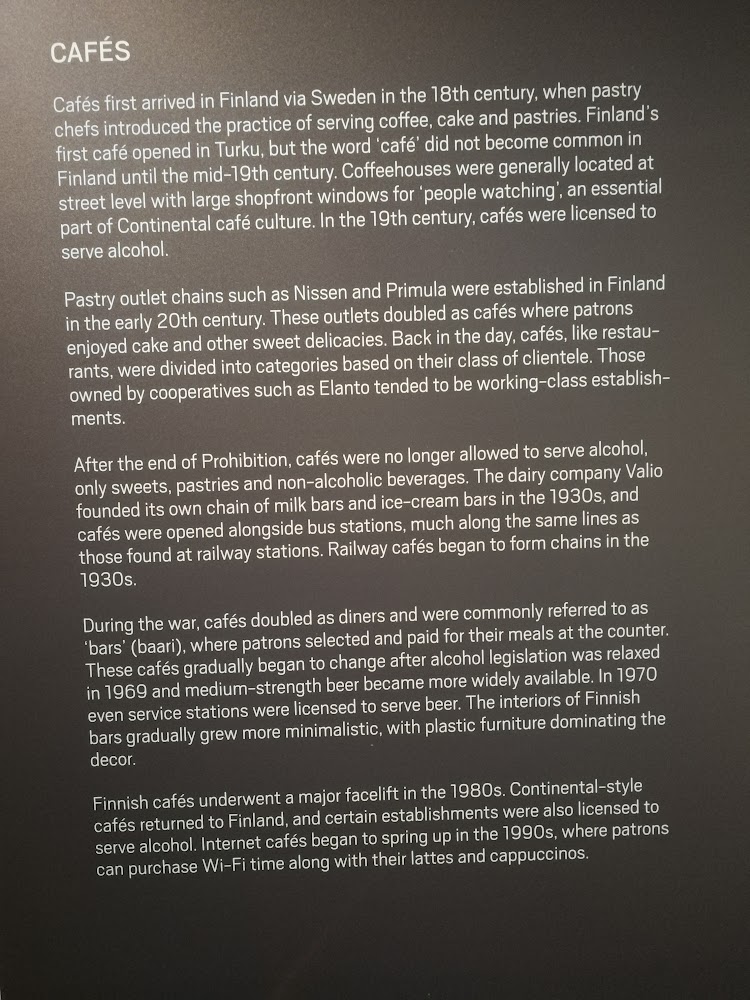 CAFÉS
Cafés first arrived in Finland via Sweden in the 18th century, when pastry
chefs introduced the practice of serving coffee, cake and pastries. Finland's
first café opened in Turku, but the word 'café' did not become common in
Finland until the mid-19th century. Coffeehouses were generally located at
street level with large shopfront windows for 'people watching', an essential
part of Continental café culture. In the 19th century, cafés were licensed to
serve alcohol.
Pastry outlet chains such as Nissen and Primula were established in Finland
in the early 20th century. These outlets doubled as cafés where patrons
enjoyed cake and other sweet delicacies. Back in the day, cafés, like restau-
rants, were divided into categories based on their class of clientele. Those
owned by cooperatives such as Elanto tended to be working-class establish-
ments.
After the end of Prohibition, cafés were no longer allowed to serve alcohol,
only sweets, pastries and non-alcoholic beverages. The dairy company Valio
founded its own chain of milk bars and ice-cream bars in the 1930s, and
cafés were opened alongside bus stations, much along the same lines as
those found at railway stations. Railway cafés began to form chains in the
1930s.
During the war, cafés doubled as diners and were commonly referred to as
'bars' (baari), where patrons selected and paid for their meals at the counter.
These cafés gradually began to change after alcohol legislation was relaxed
in 1969 and medium-strength beer became more widely available. In 1970
even service stations were licensed to serve beer. The interiors of Finnish
bars gradually grew more minimalistic, with plastic furniture dominating the
decor.
Finnish cafés underwent a major facelift in the 1980s. Continental-style
cafés returned to Finland, and certain establishments were also licensed to
serve alcohol. Internet cafés began to spring up in the 1990s, where patrons
can purchase Wi-Fi time along with their lattes and cappuccinos.